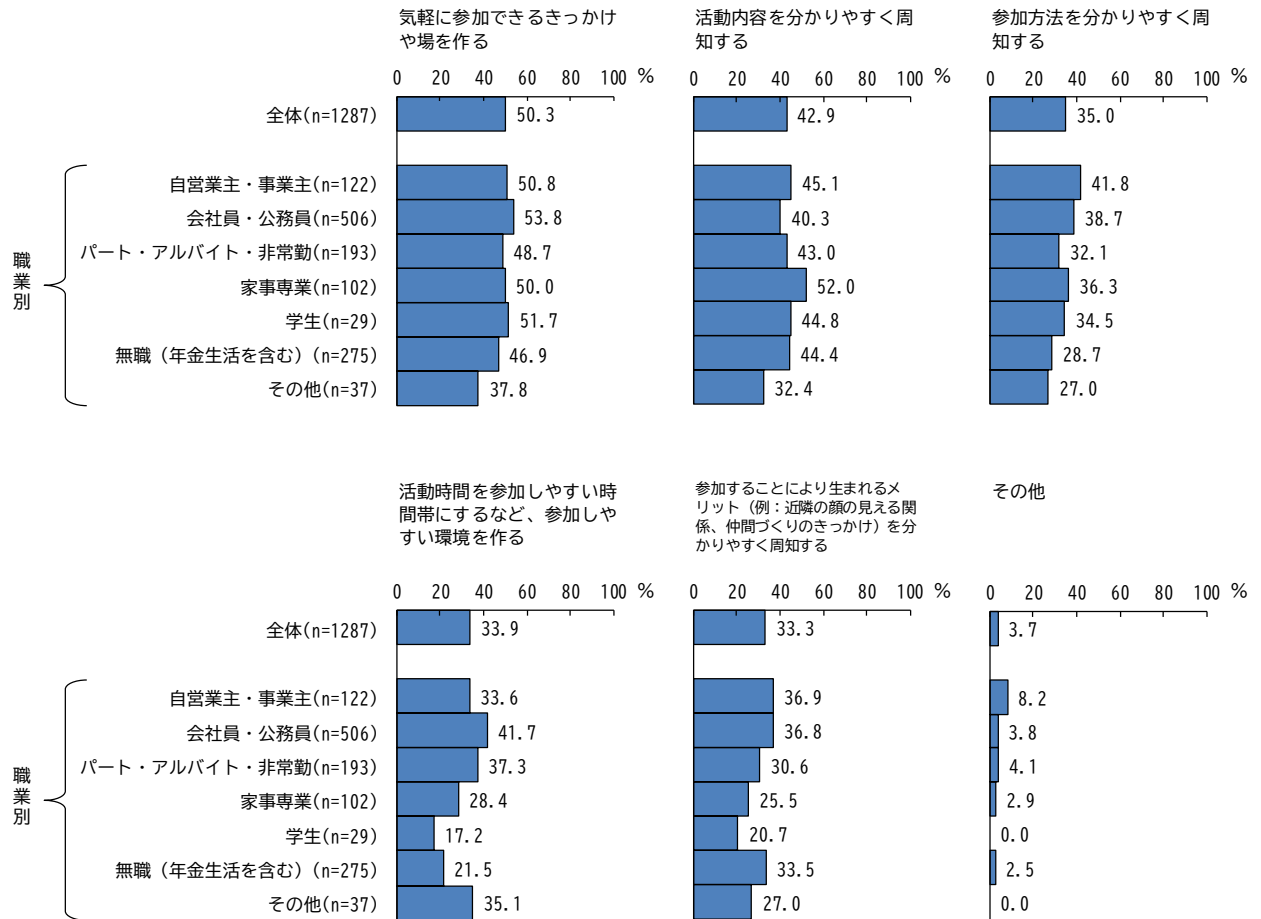 気軽に参加できるきっかけ
や場を作る
活動内容を分かりやすく周
知する
参加方法を分かりやすく周
知する
0 20 40 60 80 100 %
0 20 40 60 80 100 %
0 20 40 60 80 100 %
全体(n=1287) 50.3 42.9 35.0
職業別
自営業主・事業主(n=122) 50.8 45.1 41.8
会社員・公務員(n=506) 53.8 40.3 38.7
パート・アルバイト・非常勤(n=193) 48.7 43.0 32.1
家事専業(n=102) 50.0 52.0 36.3
学生(n=29) 51.7 44.8 34.5
無職（年金生活を含む）(n=275) 46.9 44.4 28.7
その他(n=37) 37.8 32.4 27.0
活動時間を参加しやすい時
間帯にするなど、参加しや
すい環境を作る
参加することにより生まれるメ
リット（例：近隣の顔の見える関
係、仲間づくりのきっかけ）を分
かりやすく周知する
その他
0 20 40 60 80 100 %
0 20 40 60 80 100 %
0 20 40 60 80 100 %
全体(n=1287) 33.9 33.3 3.7
職業別
自営業主・事業主(n=122) 33.6 36.9 8.2
会社員・公務員(n=506) 41.7 36.8 3.8
パート・アルバイト・非常勤(n=193) 37.3 30.6 4.1
家事専業(n=102) 28.4 25.5 2.9
学生(n=29) 17.2 20.7 0.0
無職（年金生活を含む）(n=275) 21.5 33.5 2.5
その他(n=37) 35.1 27.0 0.0